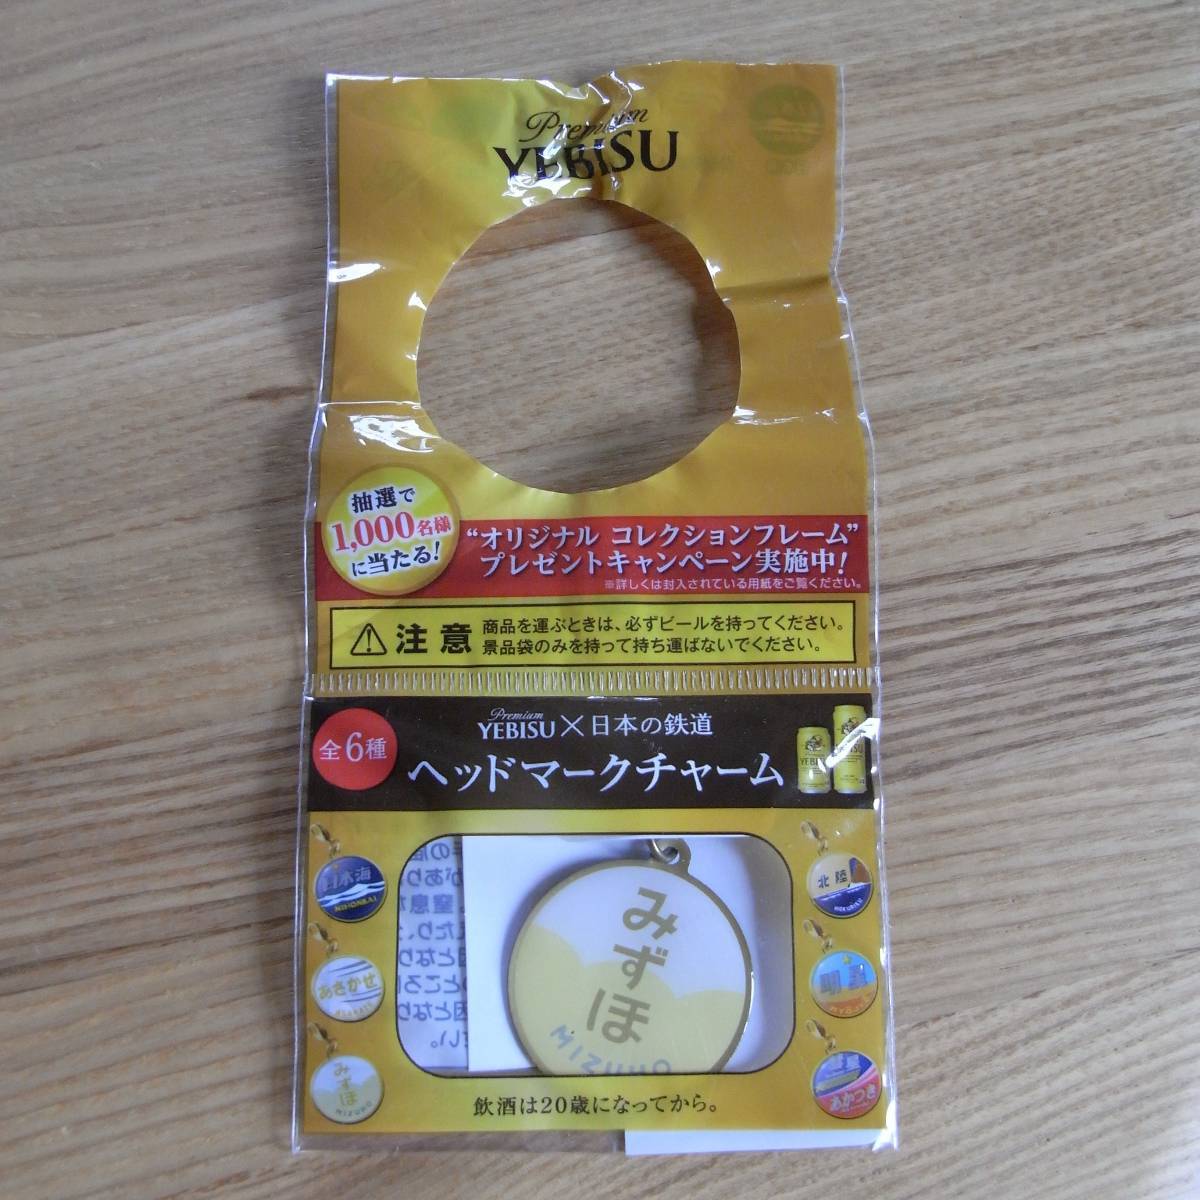 Premium
YEBISU
抽選で
1,000名様
に当たる!
“オリジナル コレクションフレーム”
プレゼントキャンペーン実施中!
※詳しくは封入されている用紙をご覧ください。
注意
商品を運ぶときは、必ずビールを持ってください。
景品袋のみを持って持ち運ばないでください。
全6種
Premium
YEBISU×日本の鉄道
ヘッドマークチャーム
YEBISU
日本海
NIHONKAI
あさかぜ
ASAKAZE
みずほ
MIZUHO
みずほ
MIZUHO
北陸
HOKURIKU
明星
MYOJO
あかつき
飲酒は20歳になってから。